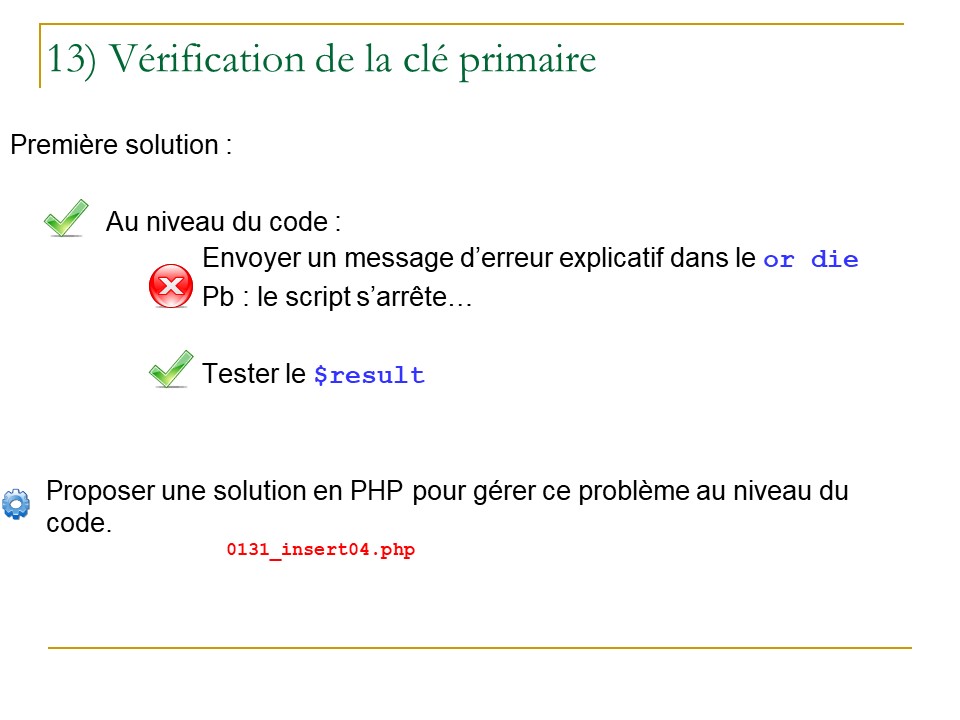 13) Vérification de la clé primaire
Première solution :
Au niveau du code :
Envoyer un message d’erreur explicatif dans le or die
Pb : le script s’arrête…
Tester le $result
Proposer une solution en PHP pour gérer ce problème au niveau du
code.
0131_insert04.php